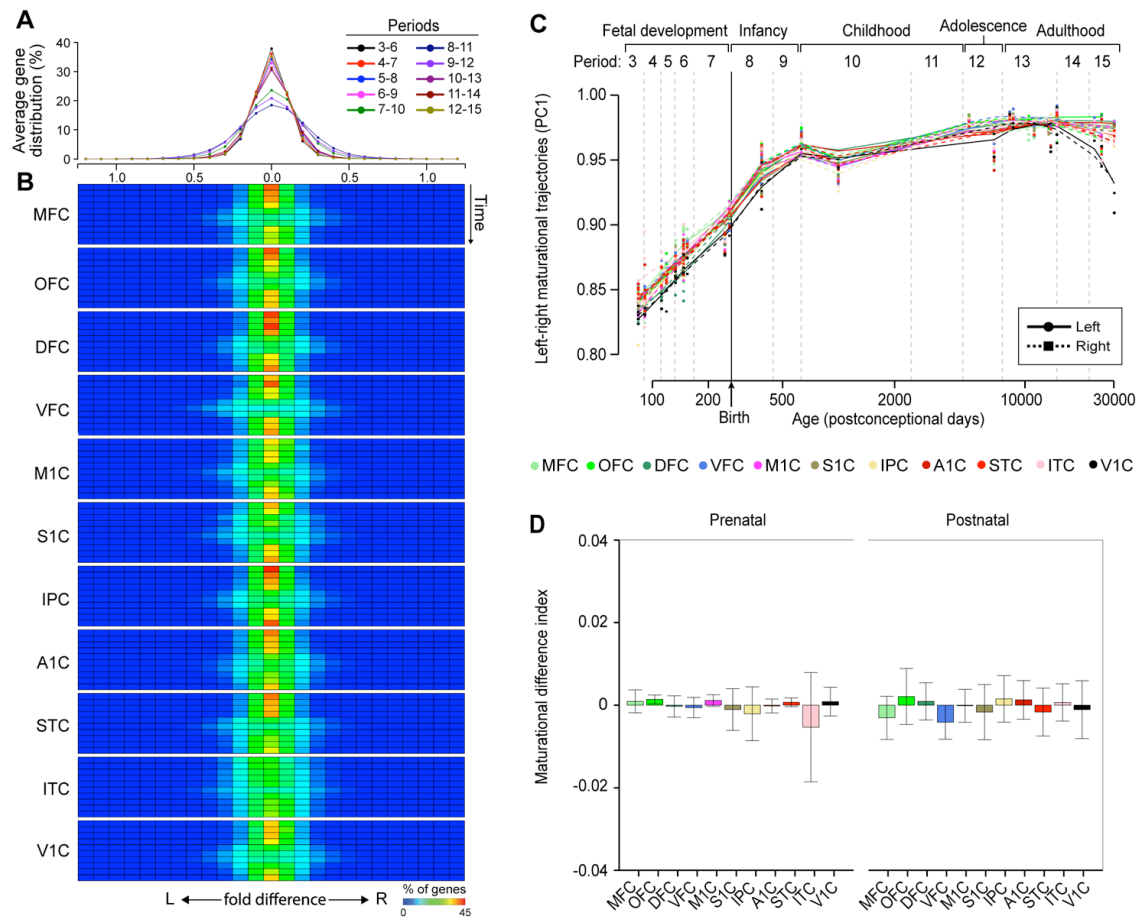 A
Average gene
distribution (%)
40
30
20
10
0
1.0 0.5 0.0 0.5 1.0
Periods
3-6 8-11
4-7 9-12
5-8 10-13
6-9 11-14
7-10 12-15
B
Time
MFC
OFC
DFC
VFC
M1C
S1C
IPC
A1C
STC
ITC
V1C
L fold difference R
% of genes
0 45
C
Fetal development Infancy Childhood Adolescence Adulthood
Period: 3 4 5 6 7 8 9 10 11 12 13 14 15
Left-right maturational trajectories (PC1)
1.00
0.95
0.90
0.85
0.80
Left
Right
100 200 500 2000 10000 30000
Birth
Age (postconceptional days)
MFC OFC DFC VFC M1C S1C IPC A1C STC ITC V1C
D
Prenatal Postnatal
Maturational difference index
0.04
0.02
0
-0.02
-0.04
MFC OFC DFC VFC M1C S1C IPC A1C STC ITC V1C MFC OFC DFC VFC M1C S1C IPC A1C STC ITC V1C